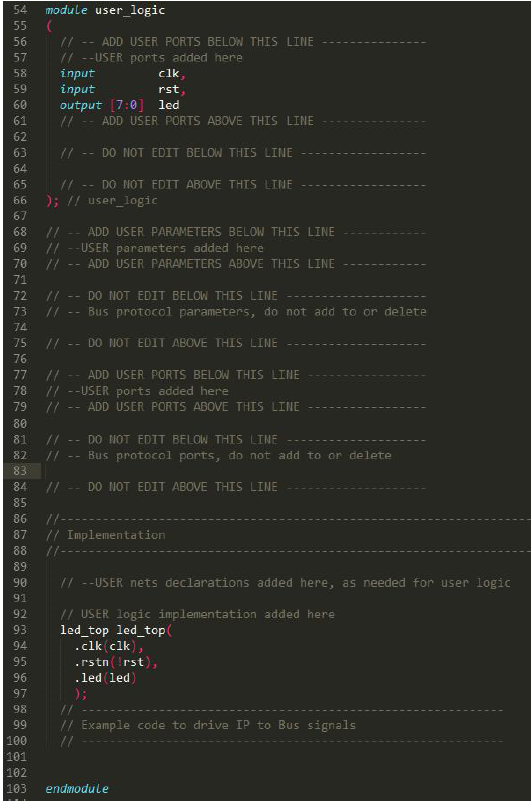 54 module user_logic
55 (
56 // -- ADD USER PORTS BELOW THIS LINE ---------------
57 // --USER ports added here
58 input clk,
59 input rst,
60 output [7:0] led
61 // -- ADD USER PORTS ABOVE THIS LINE ---------------
62
63 // -- DO NOT EDIT BELOW THIS LINE ------------------
64
65 // -- DO NOT EDIT ABOVE THIS LINE ------------------
66 ); // user_logic
67
68 // -- ADD USER PARAMETERS BELOW THIS LINE ------------
69 // --USER parameters added here
70 // -- ADD USER PARAMETERS ABOVE THIS LINE ------------
71
72 // -- DO NOT EDIT BELOW THIS LINE --------------------
73 // -- Bus protocol parameters, do not add to or delete
74
75 // -- DO NOT EDIT ABOVE THIS LINE --------------------
76
77 // -- ADD USER PORTS BELOW THIS LINE -----------------
78 // --USER ports added here
79 // -- ADD USER PORTS ABOVE THIS LINE -----------------
80
81 // -- DO NOT EDIT BELOW THIS LINE --------------------
82 // -- Bus protocol ports, do not add to or delete
83
84 // -- DO NOT EDIT ABOVE THIS LINE --------------------
85
86 //----------------------------------------------------
87 // Implementation
88 //----------------------------------------------------
89
90 // --USER nets declarations added here, as needed for user logic
91
92 // USER logic implementation added here
93 led_top led_top(
94 .clk(clk),
95 .rstn(!rst),
96 .led(led)
97 );
98 // ------------------------------------------------------------
99 // Example code to drive IP to Bus signals
100 // ------------------------------------------------------------
101
102
103 endmodule